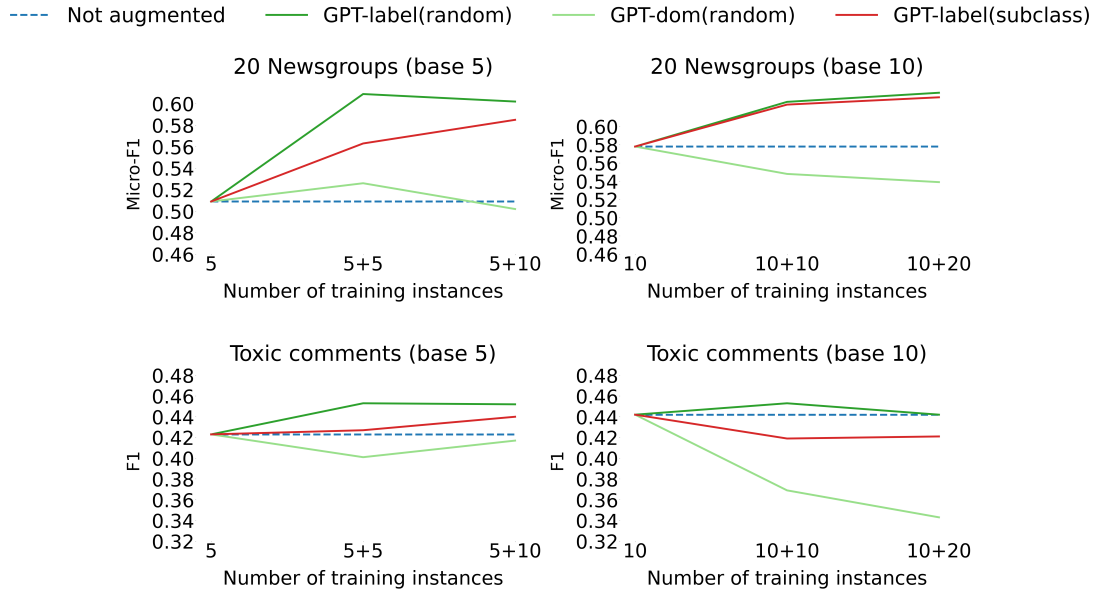 Not augmented GPT-label(random) GPT-dom(random) GPT-label(subclass)
20 Newsgroups (base 5)
Micro-F1
0.60
0.58
0.56
0.54
0.52
0.50
0.48
0.46
5 5+5 5+10
Number of training instances
20 Newsgroups (base 10)
Micro-F1
0.60
0.58
0.56
0.54
0.52
0.50
0.48
0.46
10 10+10 10+20
Number of training instances
Toxic comments (base 5)
F1
0.48
0.46
0.44
0.42
0.40
0.38
0.36
0.34
0.32
5 5+5 5+10
Number of training instances
Toxic comments (base 10)
F1
0.48
0.46
0.44
0.42
0.40
0.38
0.36
0.34
0.32
10 10+10 10+20
Number of training instances